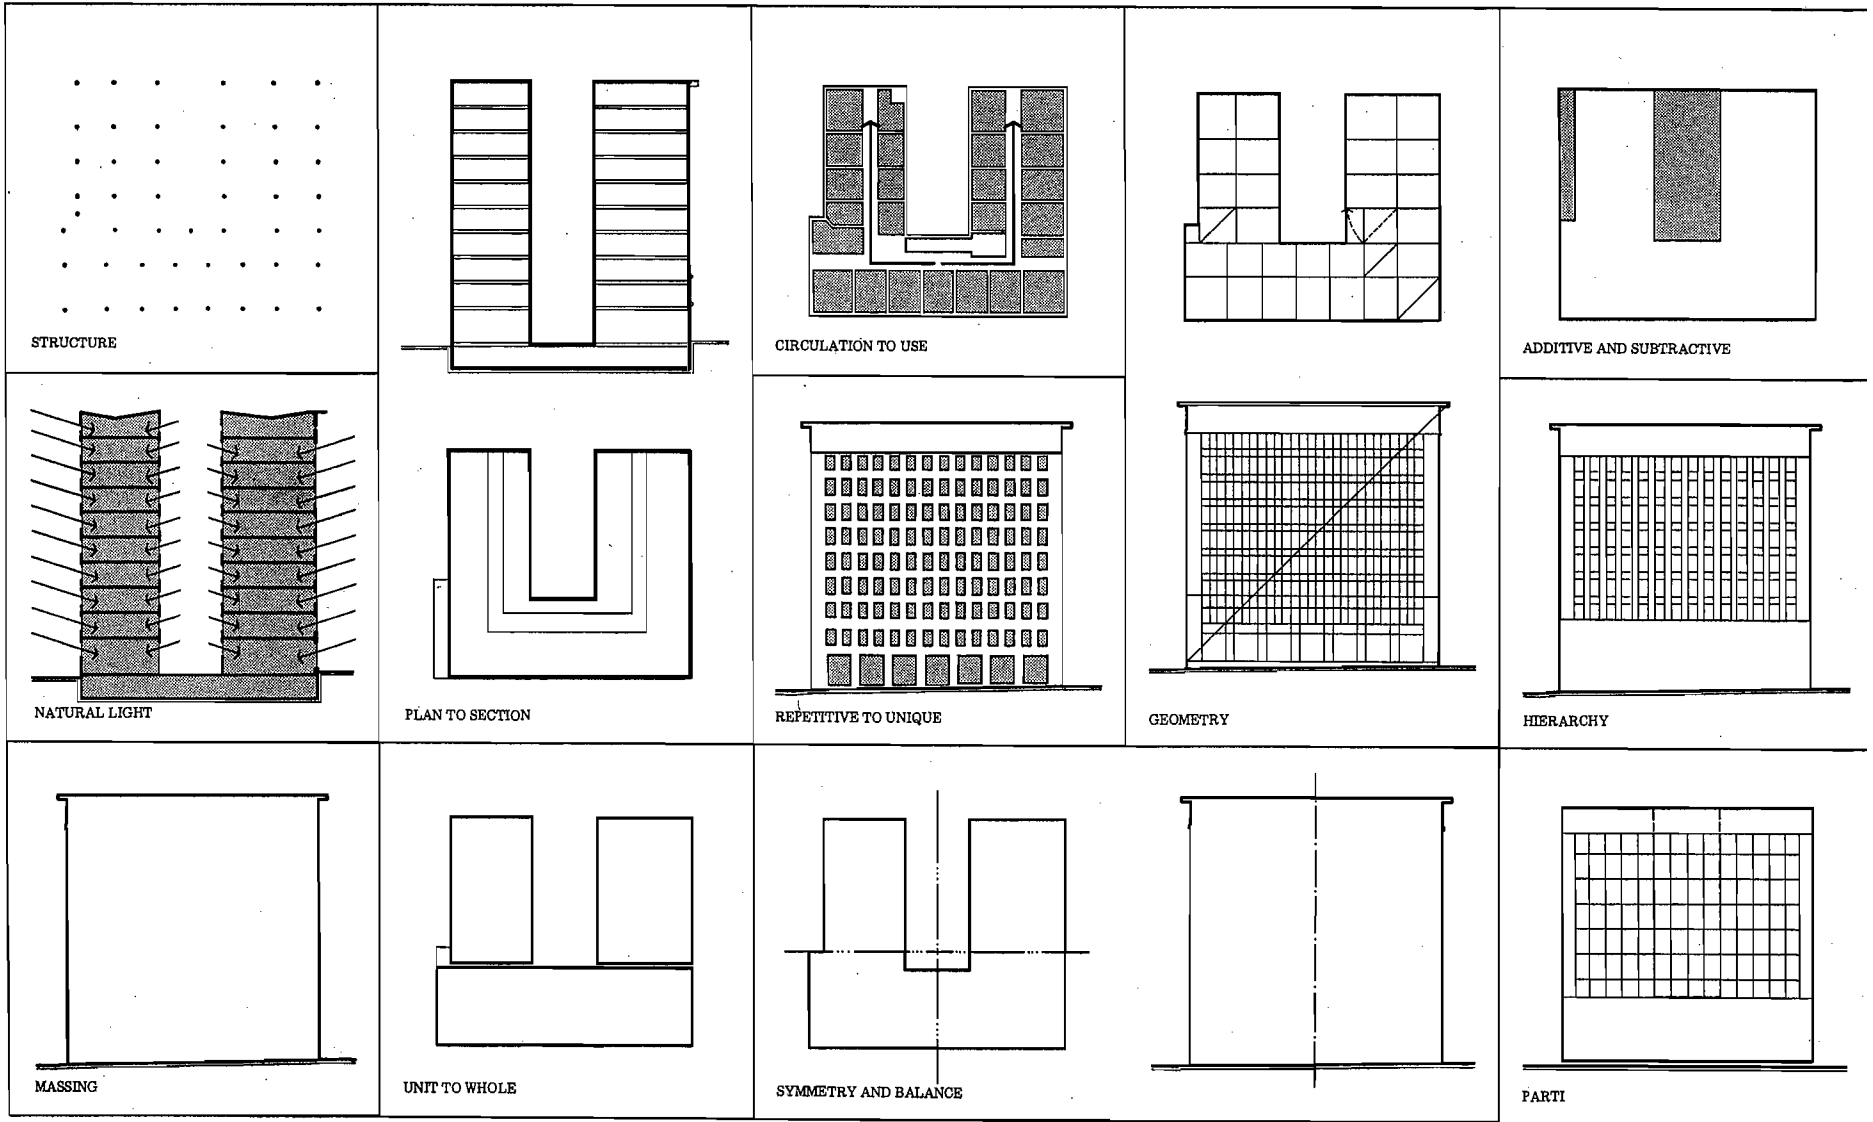 STRUCTURE
CIRCULATION TO USE
ADDITIVE AND SUBTRACTIVE
NATURAL LIGHT
PLAN TO SECTION
REPETITIVE TO UNIQUE
GEOMETRY
HIERARCHY
MASSING
UNIT TO WHOLE
SYMMETRY AND BALANCE
PARTI